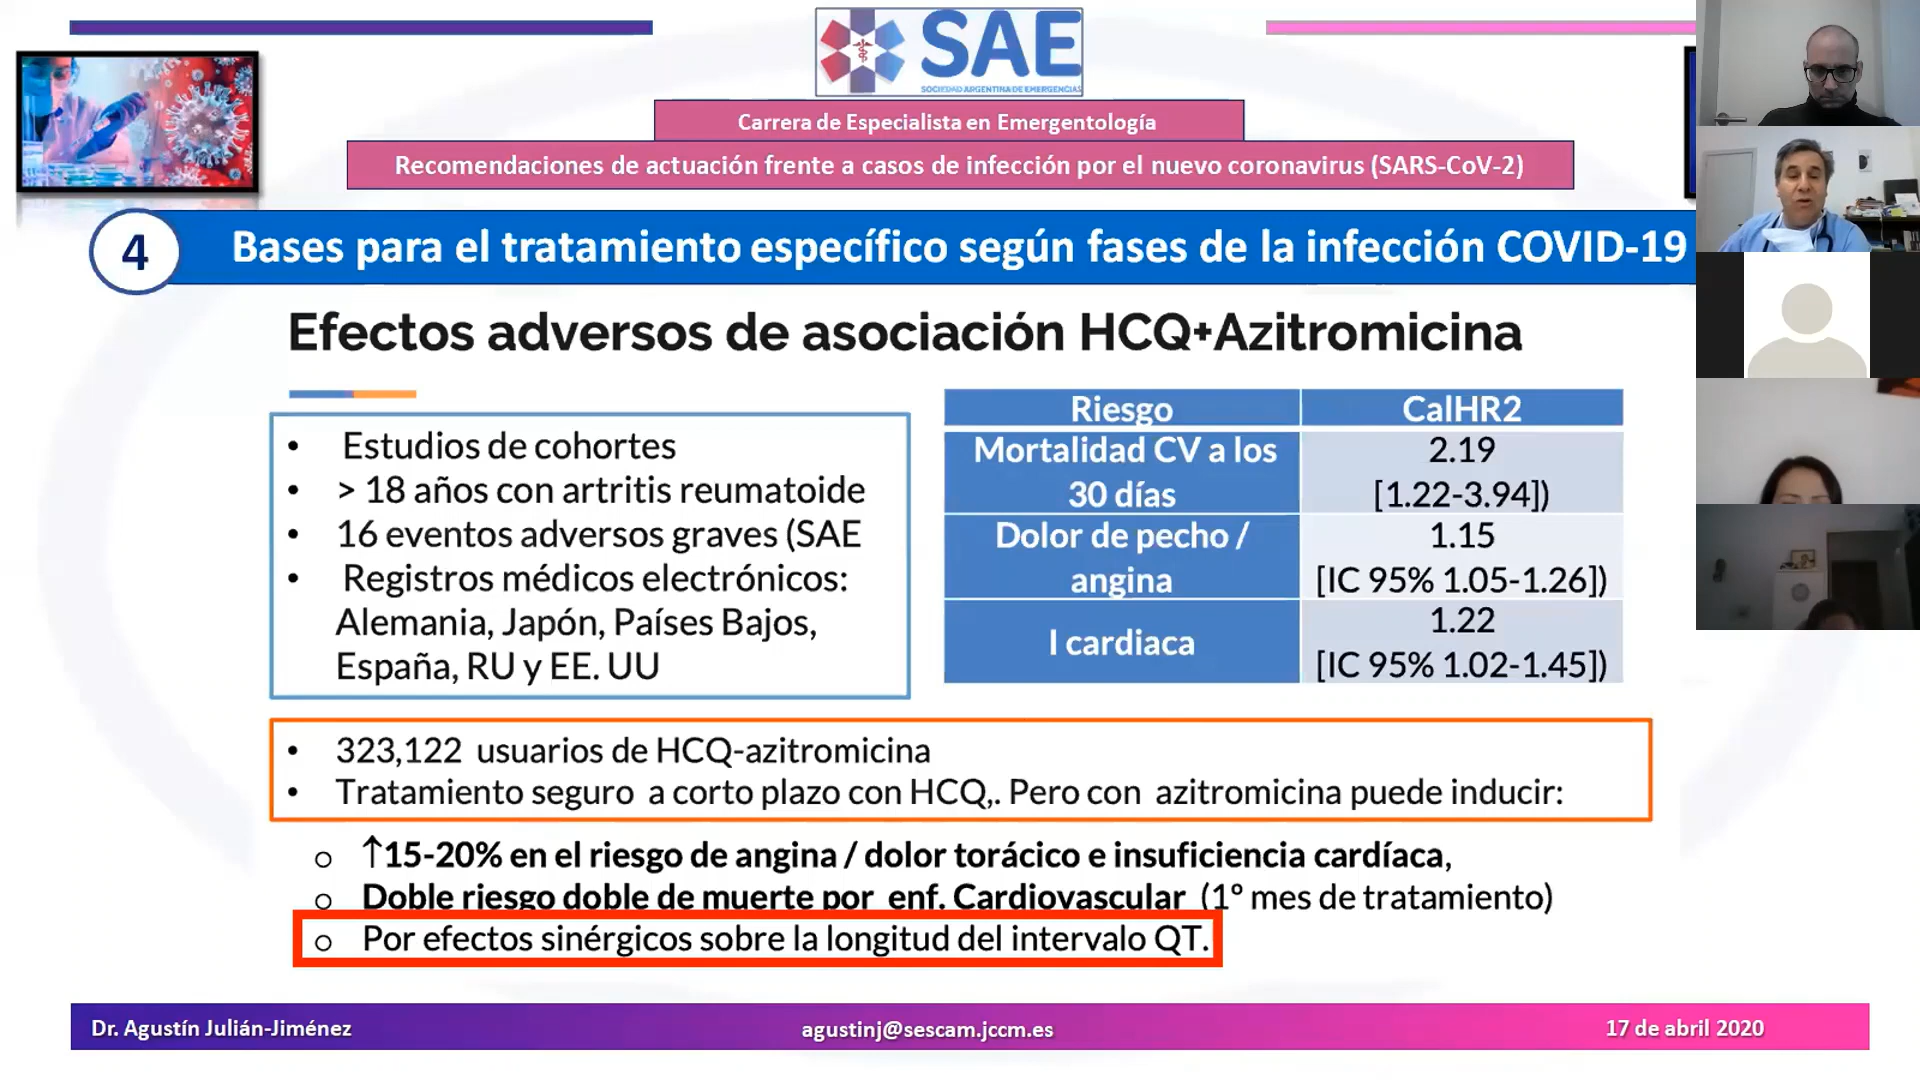 SAE
SOCIEDAD ARGENTINA DE EMERGENCIAS
Carrera de Especialista en Emergentología
Recomendaciones de actuación frente a casos de infección por el nuevo coronavirus (SARS-CoV-2)
4
Bases para el tratamiento específico según fases de la infección COVID-19
Efectos adversos de asociación HCQ+Azitromicina
• Estudios de cohortes
• > 18 años con artritis reumatoide
• 16 eventos adversos graves (SAE
• Registros médicos electrónicos:
Alemania, Japón, Países Bajos,
España, RU y EE. UU
Riesgo CalHR2
Mortalidad CV a los 2.19
30 días [1.22-3.94])
Dolor de pecho / 1.15
angina [IC 95% 1.05-1.26])
I cardiaca 1.22
[IC 95% 1.02-1.45])
• 323,122 usuarios de HCQ-azitromicina
• Tratamiento seguro a corto plazo con HCQ,. Pero con azitromicina puede inducir:
o ↑15-20% en el riesgo de angina / dolor torácico e insuficiencia cardíaca,
o Doble riesgo doble de muerte por enf. Cardiovascular (1º mes de tratamiento)
o Por efectos sinérgicos sobre la longitud del intervalo QT.
Dr. Agustín Julián-Jiménez
agustinj@sescam.jccm.es
17 de abril 2020